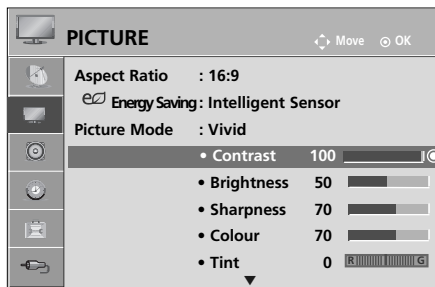 PICTURE
Move OK
Aspect Ratio : 16:9
Energy Saving : Intelligent Sensor
Picture Mode : Vivid
• Contrast 100
• Brightness 50
• Sharpness 70
• Colour 70
• Tint 0 R G